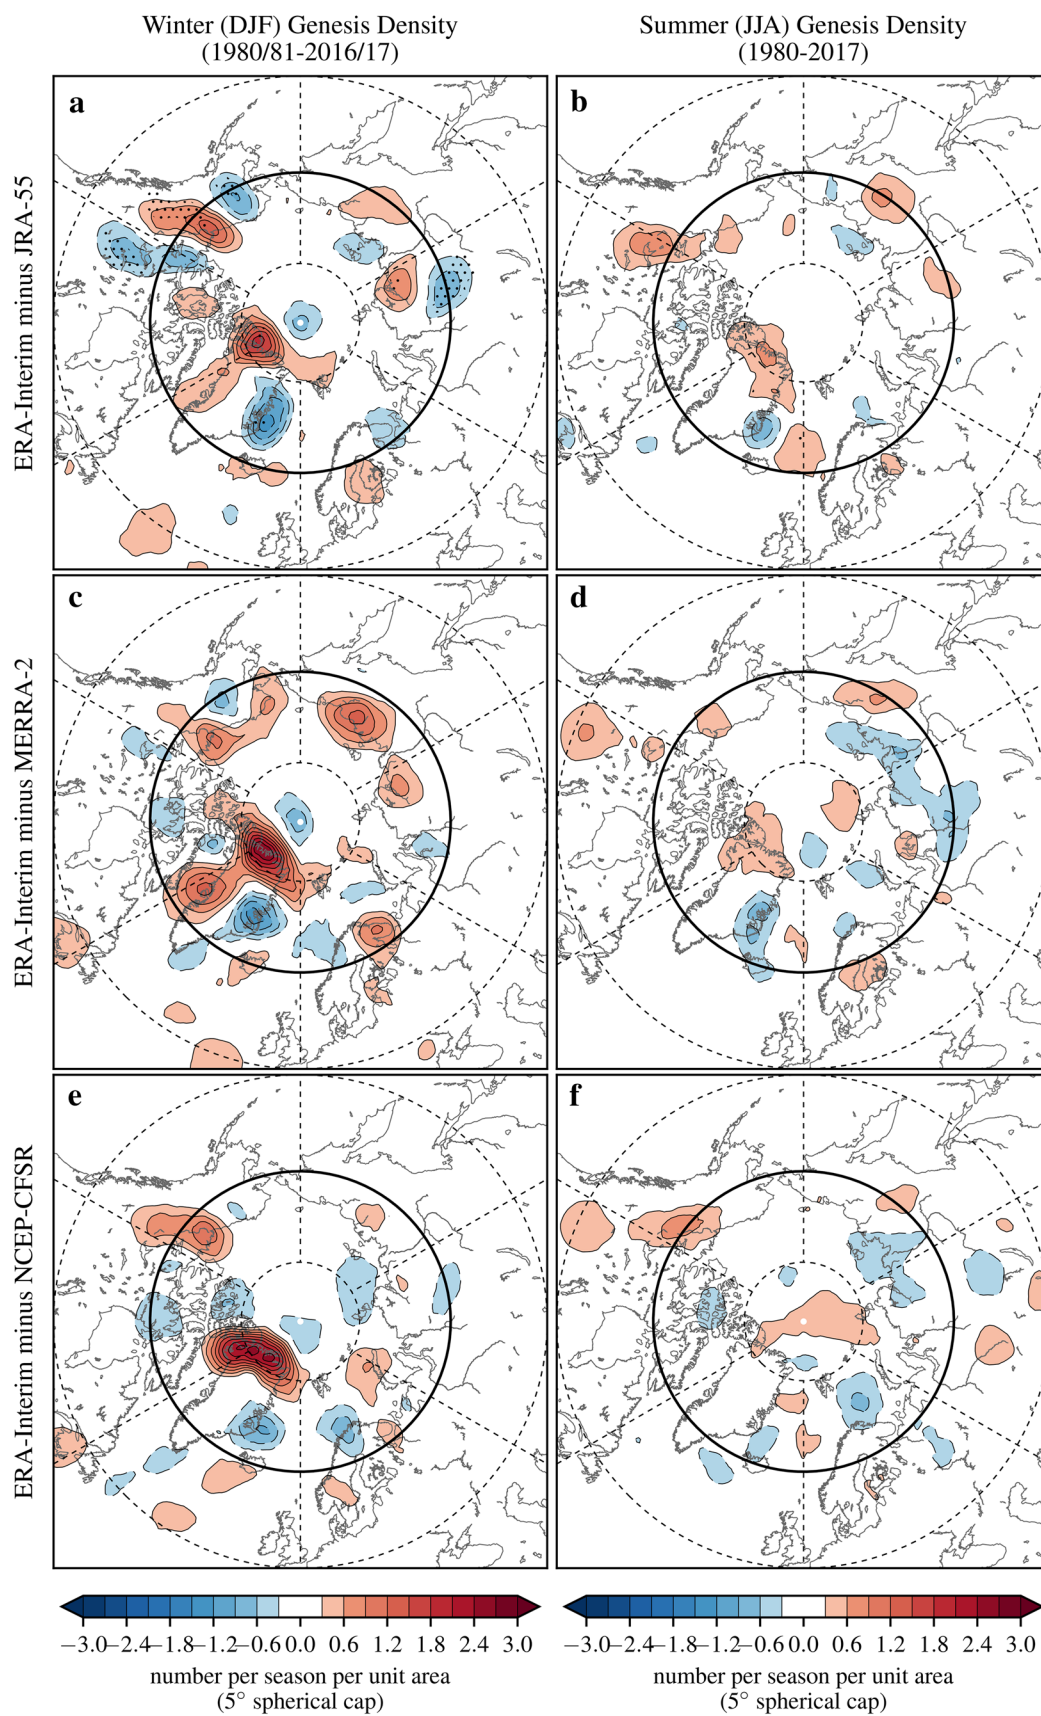 Winter (DJF) Genesis Density
(1980/81-2016/17)
Summer (JJA) Genesis Density
(1980-2017)
ERA-Interim minus JRA-55
a
b
ERA-Interim minus MERRA-2
c
d
ERA-Interim minus NCEP-CFSR
e
f
−3.0 −2.4 −1.8 −1.2 −0.6 0.0 0.6 1.2 1.8 2.4 3.0
number per season per unit area
(5° spherical cap)
−3.0 −2.4 −1.8 −1.2 −0.6 0.0 0.6 1.2 1.8 2.4 3.0
number per season per unit area
(5° spherical cap)